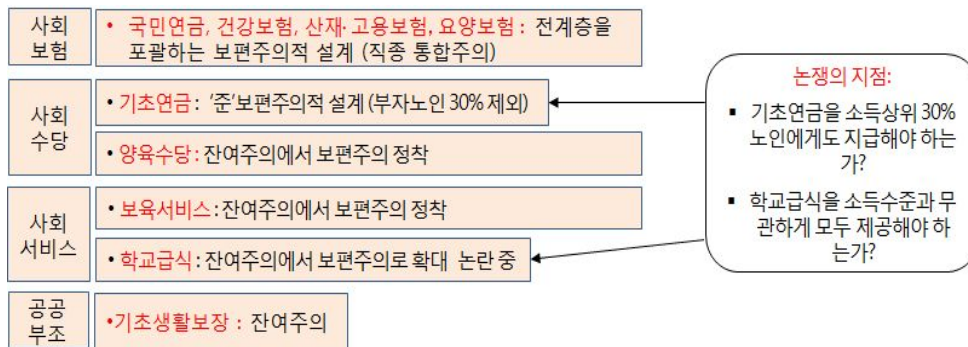 사회
보험
• 국민연금, 건강보험, 산재·고용보험, 요양보험 : 전계층을
포괄하는 보편주의적 설계 (직종 통합주의)
사회
수당
• 기초연금 : ‘준’보편주의적 설계 (부자노인 30% 제외)
• 양육수당 : 잔여주의에서 보편주의 정착
사회
서비스
• 보육서비스 : 잔여주의에서 보편주의 정착
• 학교급식 : 잔여주의에서 보편주의로 확대 논란 중
공공
부조
•기초생활보장 : 잔여주의
논쟁의 지점:
▪ 기초연금을 소득상위 30%
노인에게도 지급해야 하는
가?
▪ 학교급식을 소득수준과 무
관하게 모두 제공해야 하
는가?